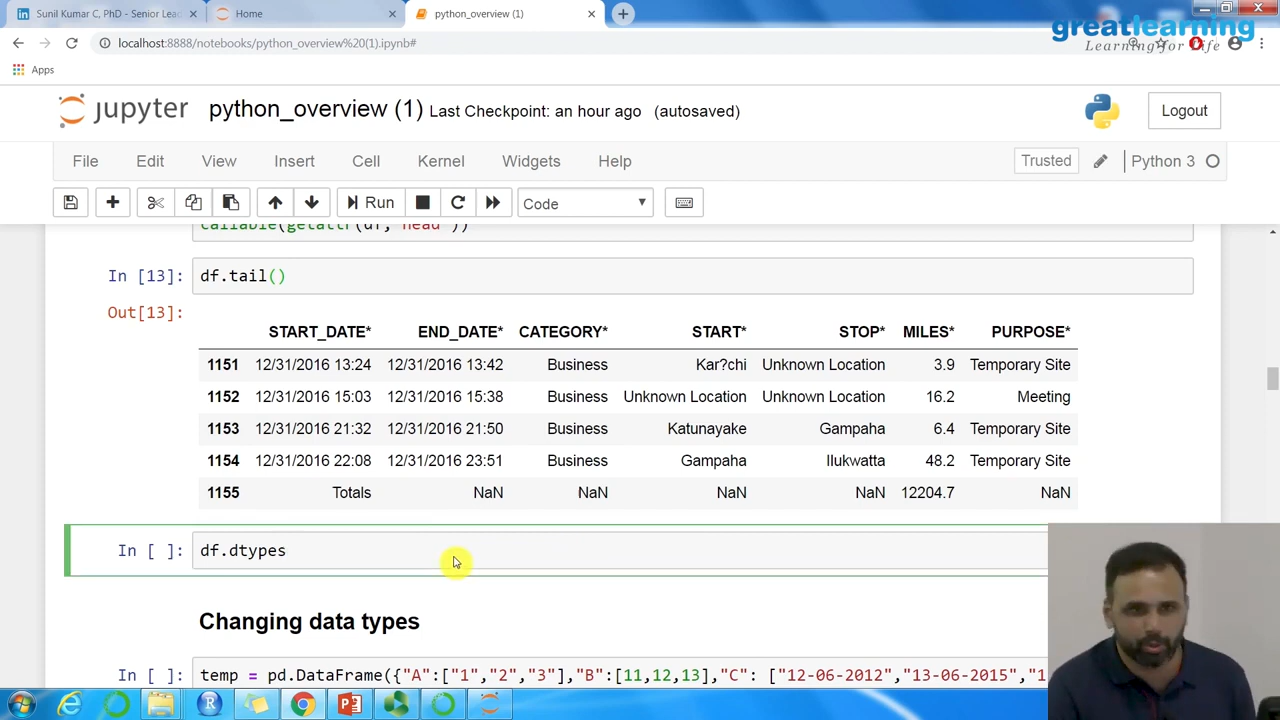 Sunil Kumar C, PhD - Senior Lead
Home
python_overview (1)
greatlearning
Learning for Life
localhost:8888/notebooks/python_overview%20(1).ipynb#
Apps
jupyter python_overview (1) Last Checkpoint: an hour ago (autosaved)
Logout
File Edit View Insert Cell Kernel Widgets Help
Trusted Python 3
Run Code
callable(getattr(df, 'head'))
In [13]: df.tail()
Out[13]:
START_DATE* END_DATE* CATEGORY* START* STOP* MILES* PURPOSE*
1151 12/31/2016 13:24 12/31/2016 13:42 Business Kar?chi Unknown Location 3.9 Temporary Site
1152 12/31/2016 15:03 12/31/2016 15:38 Business Unknown Location Unknown Location 16.2 Meeting
1153 12/31/2016 21:32 12/31/2016 21:50 Business Katunayake Gampaha 6.4 Temporary Site
1154 12/31/2016 22:08 12/31/2016 23:51 Business Gampaha Ilukwatta 48.2 Temporary Site
1155 Totals NaN NaN NaN NaN 12204.7 NaN
In [ ]: df.dtypes
Changing data types
In [ ]: temp = pd.DataFrame({"A":["1","2","3"],"B":[11,12,13],"C": ["12-06-2012","13-06-2015","1